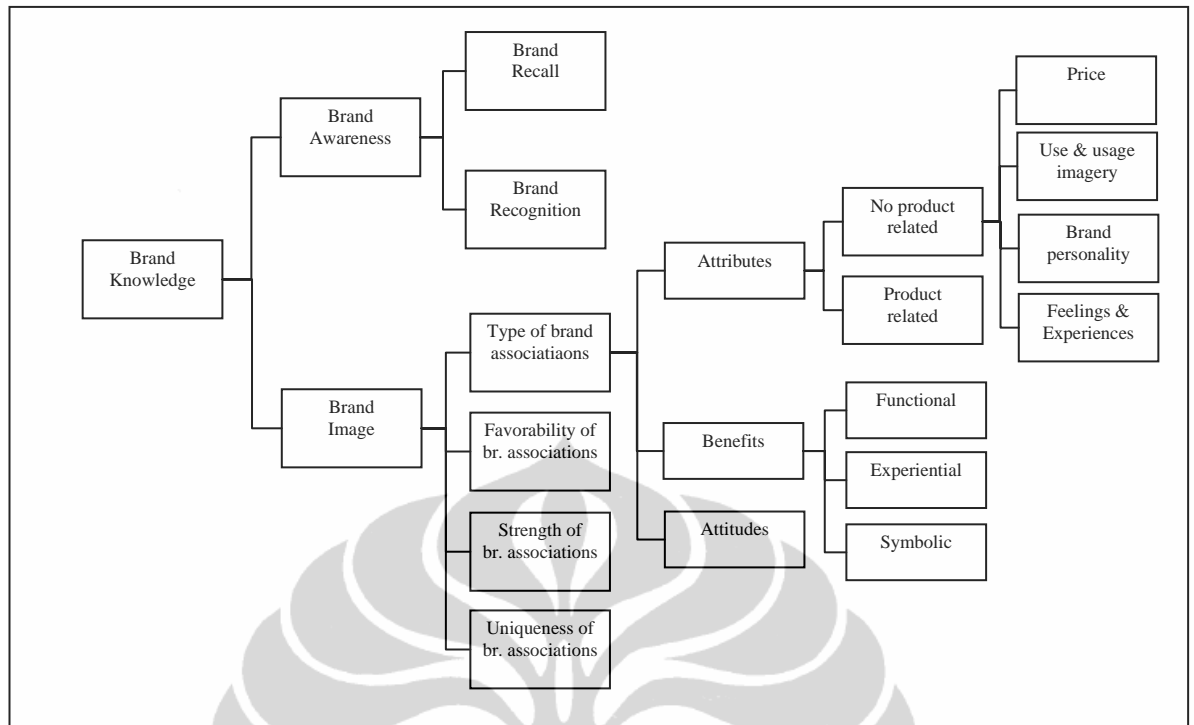 Brand
Knowledge
Brand
Awareness
Brand
Recall
Brand
Recognition
Brand
Image
Type of brand
associatiaons
Favorability of
br. associations
Strength of
br. associations
Uniqueness of
br. associations
Attributes
No product
related
Price
Use & usage
imagery
Brand
personality
Feelings &
Experiences
Product
related
Benefits
Functional
Experiential
Symbolic
Attitudes